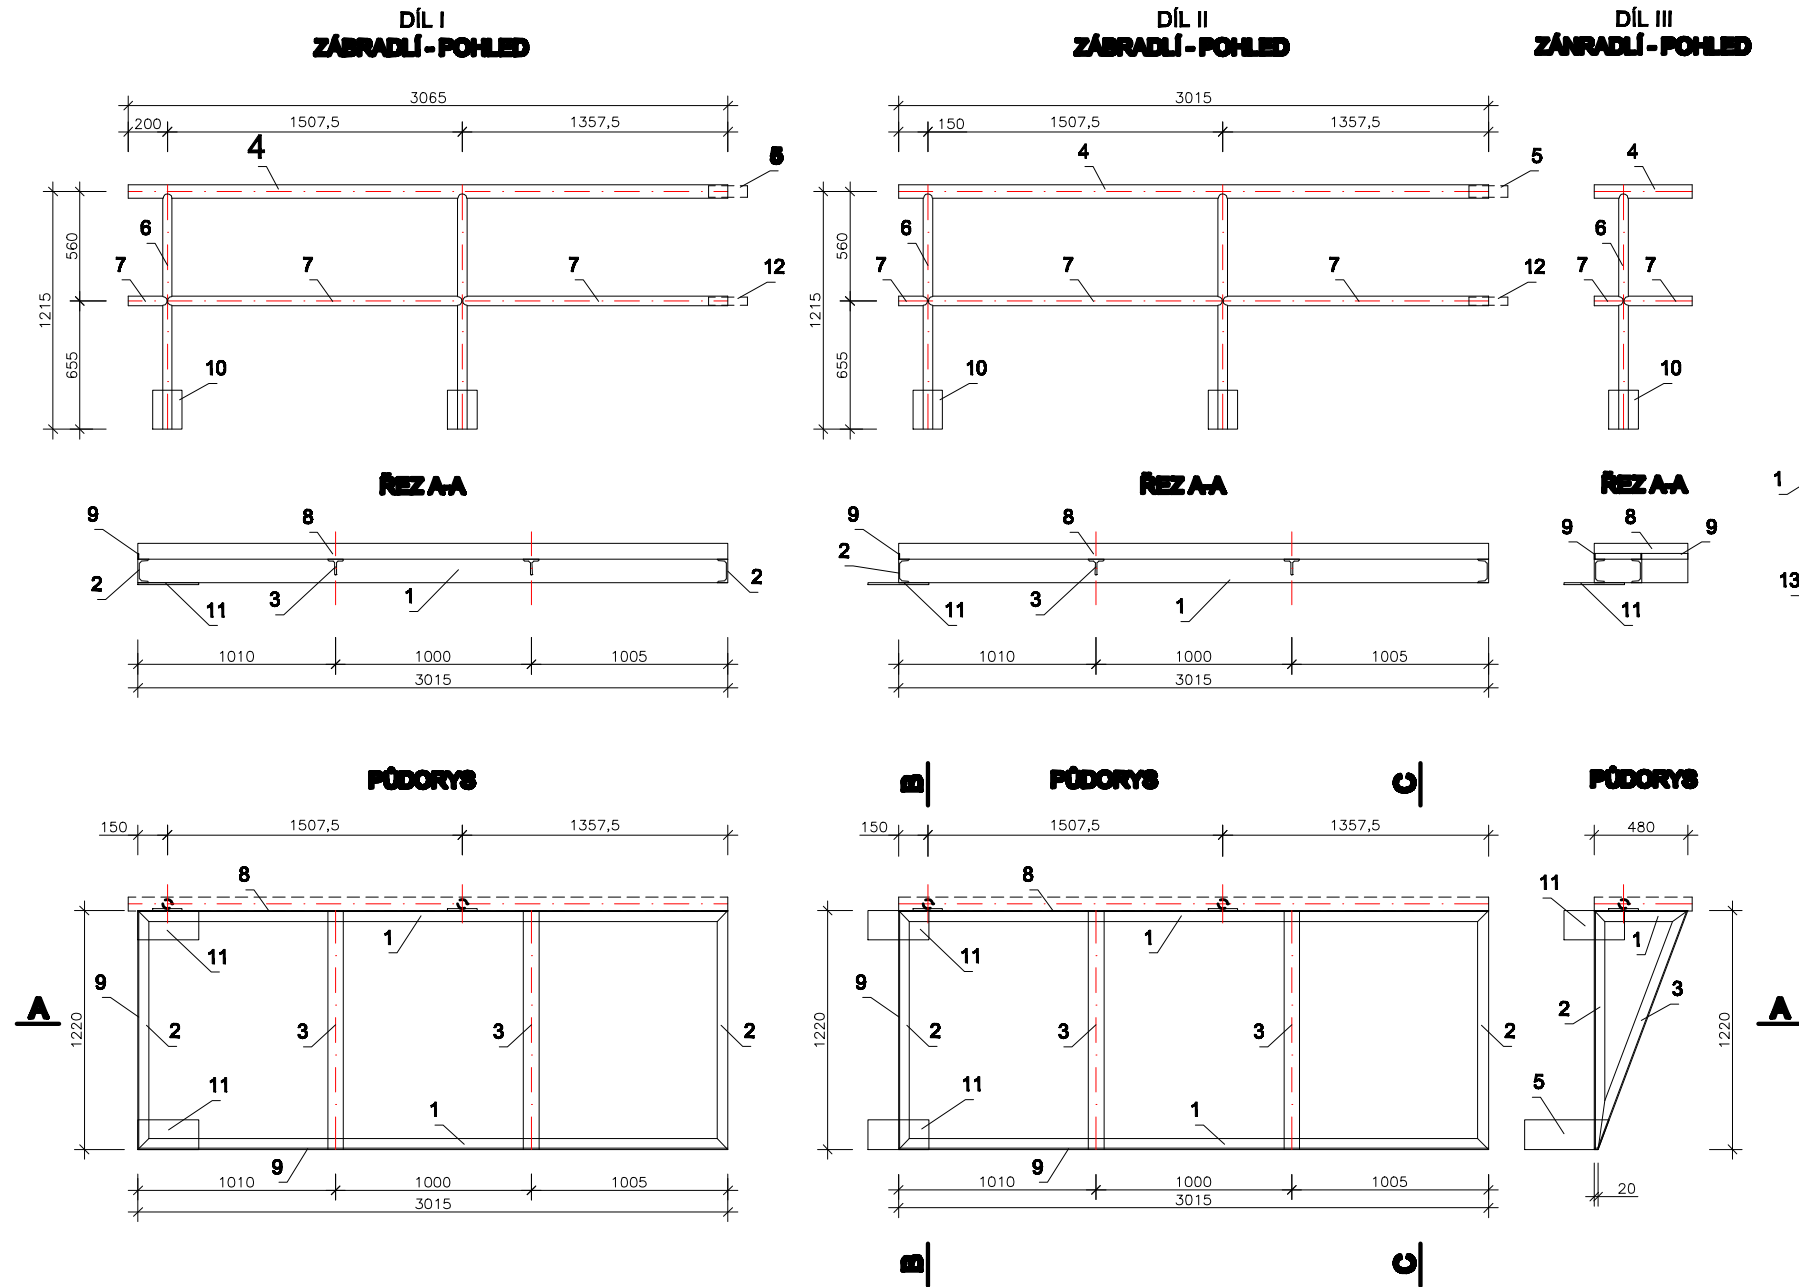 DÍL I
ZÁBRADLÍ - POHLED
DÍL II
ZÁBRADLÍ - POHLED
DÍL III
ZÁNRADLÍ - POHLED
3065
200 1507,5 1357,5
4
5
6
7 7 7 12
560
1215
655
10
3015
150 1507,5 1357,5
4 5
6
7 7 7 12
560
1215
655
10
4
6
7 7
10
ŘEZ A-A
9 8
2 3 1 2
11
1010 1000 1005
3015
ŘEZ A-A
9 8
2
3 1
11
1010 1000 1005
3015
ŘEZ A-A
9 8 9
11
1
13
PŮDORYS
150 1507,5 1357,5
8
1
11
9
A
1220
2 3 3 2
11
1
9
1010 1000 1005
3015
B C
PŮDORYS
150 1507,5 1357,5
8
1
11
9
1220
2 3 3 2
11
1
9
1010 1000 1005
3015
B C
PŮDORYS
480
11
1
3
2
A
1220
5
20